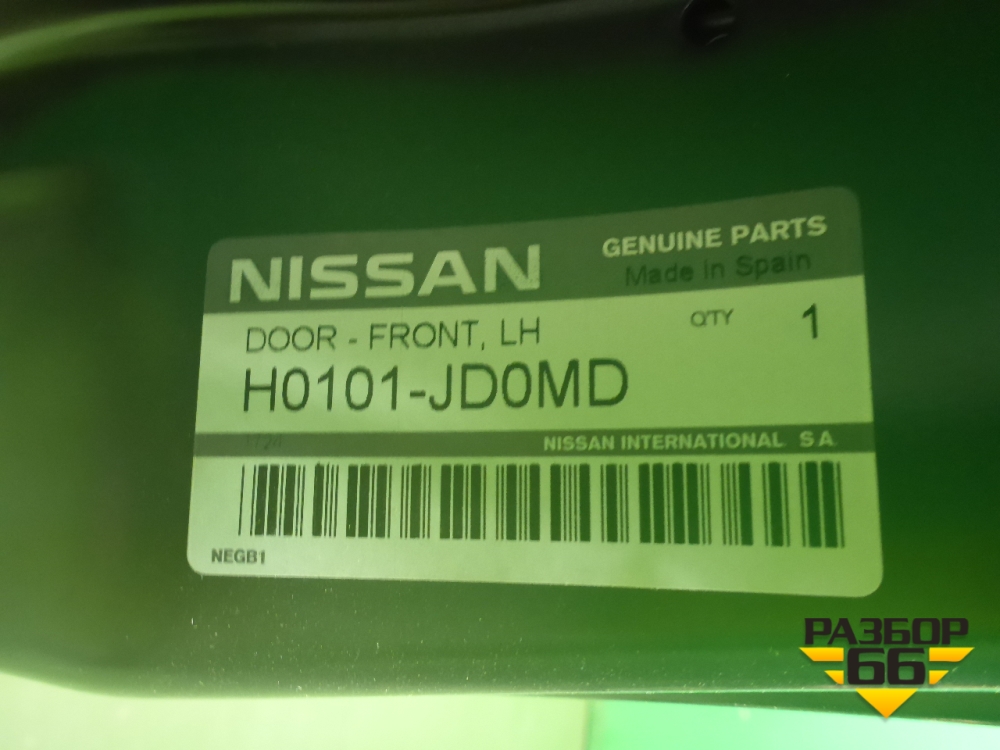 NISSAN
GENUINE PARTS
Made in Spain
DOOR - FRONT, LH
QTY 1
H0101-JD0MD
NISSAN INTERNATIONAL S A.
NEGB1
РАЗБОР
66